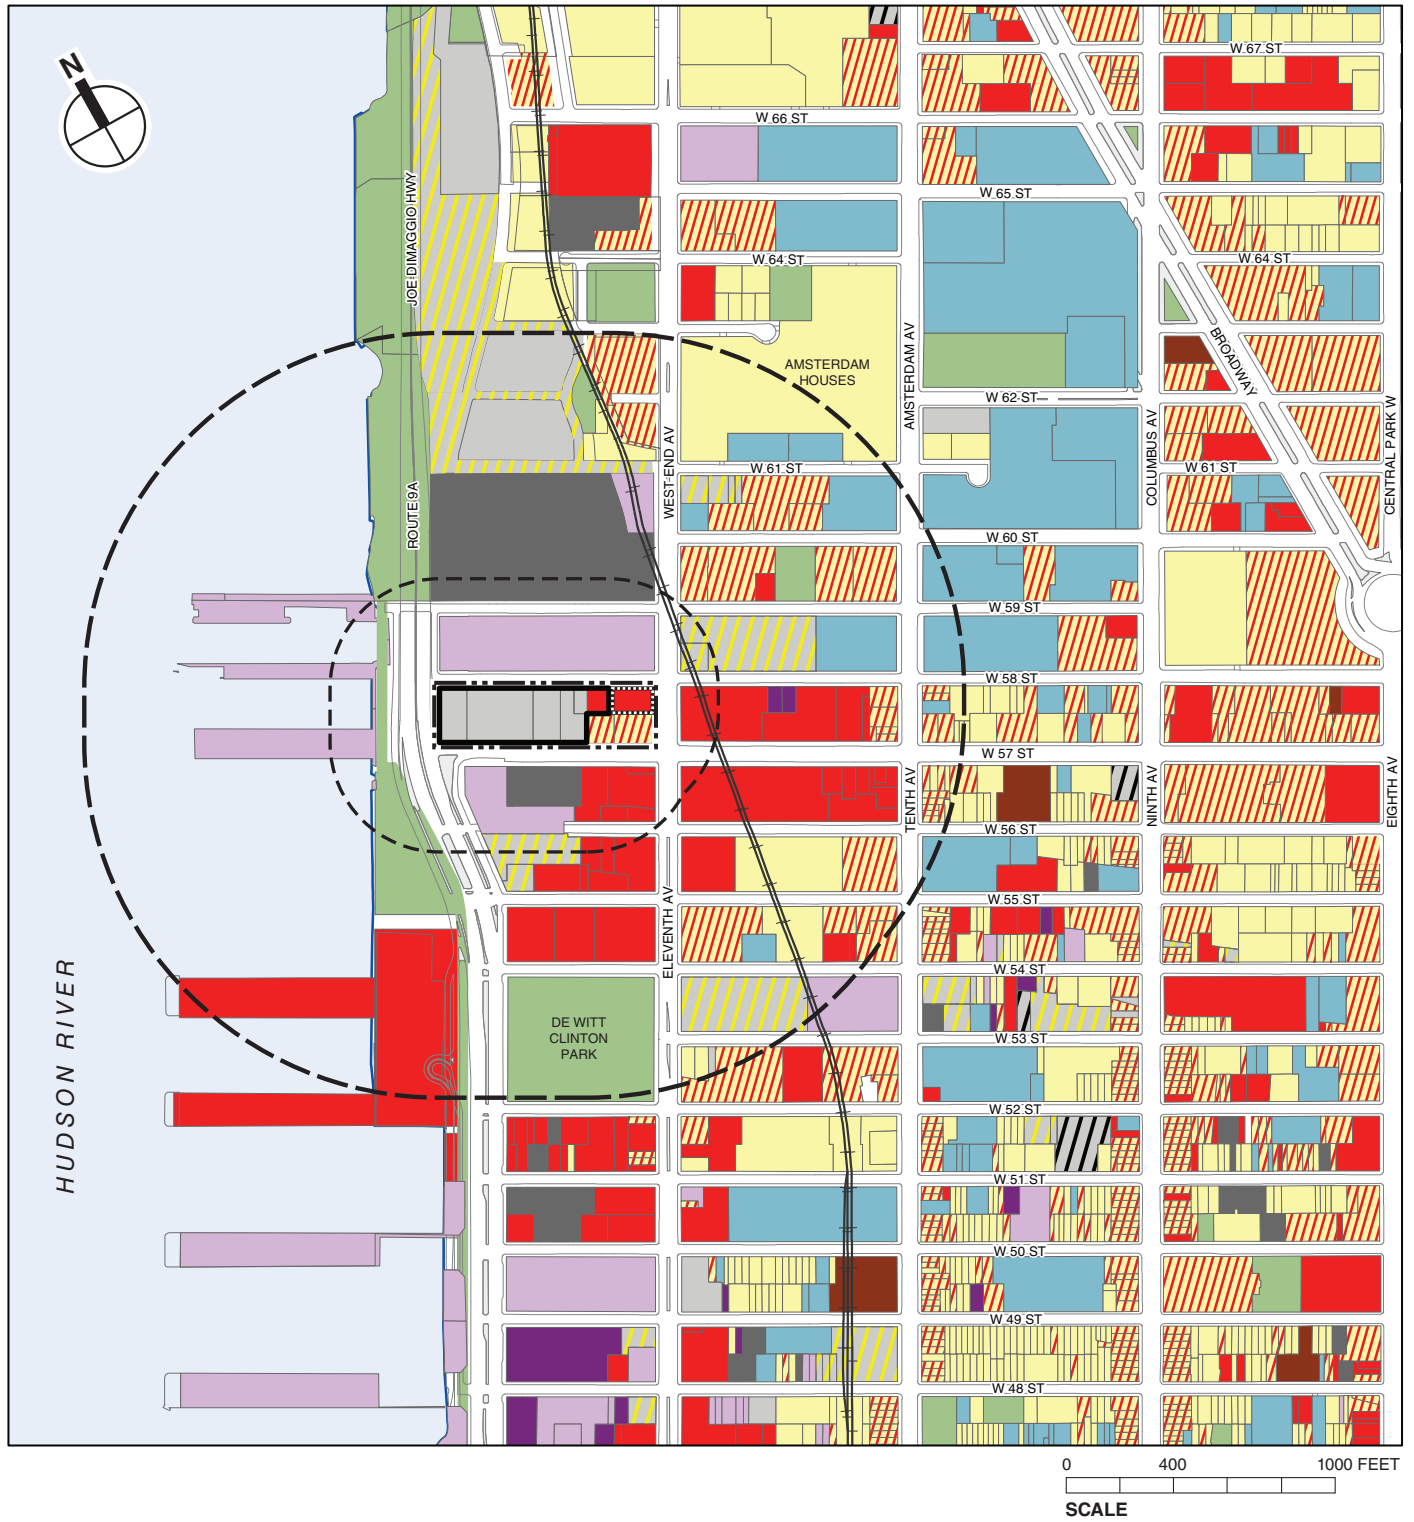 W 67 ST
N
W 66 ST
JOE DIMAGGIO HWY
W 65 ST
W 64 ST
W 64 ST
AMSTERDAM AV
BROADWAY
AMSTERDAM
HOUSES
W 62 ST
CENTRAL PARK W
COLUMBUS AV
WEST-END AV
W 61 ST
W 61 ST
ROUTE 9A
W 60 ST
W 59 ST
W 58 ST
W 57 ST
TENTH AV
NINTH AV
EIGHTH AV
W 56 ST
W 55 ST
ELEVENTH AV
W 54 ST
HUDSON RIVER
DE WITT
CLINTON
PARK
W 53 ST
W 52 ST
W 51 ST
W 50 ST
W 49 ST
W 48 ST
0 400 1000 FEET
SCALE